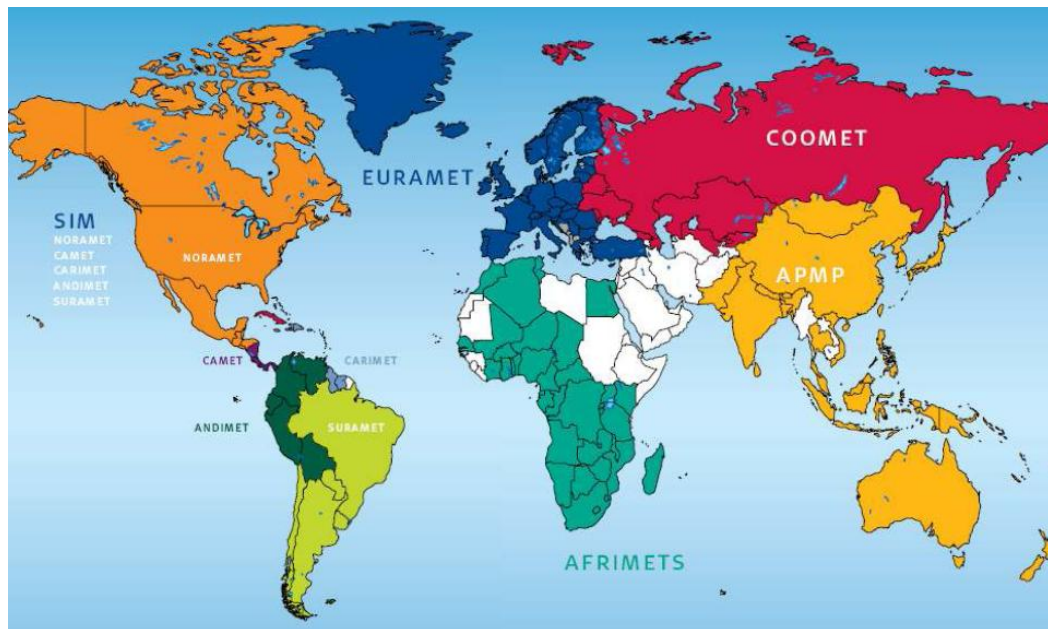 COOMET
EURAMET
SIM
NORAMET
CAMET
CARIMET
ANDIMET
SURAMET
NORAMET
APMP
CAMET
CARIMET
ANDIMET
SURAMET
AFRIMETS